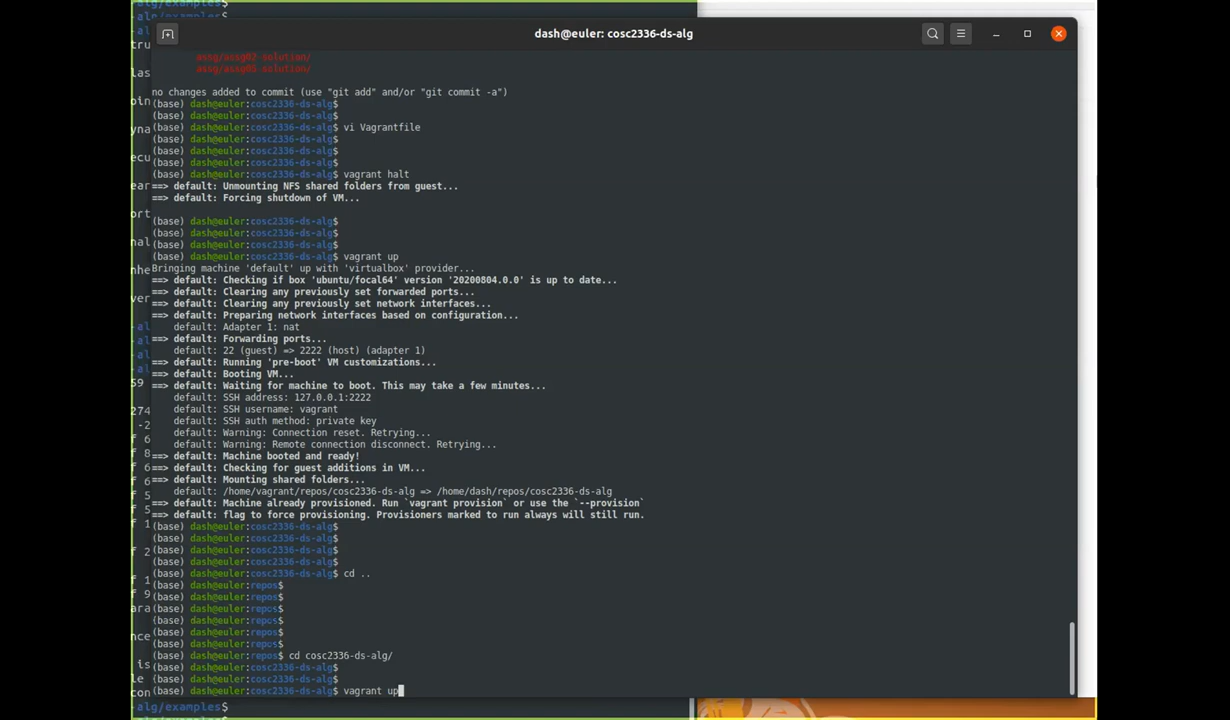 alg/examples$
dash@euler: cosc2336-ds-alg
assg/assg02-solution/
assg/assg05-solution/
no changes added to commit (use "git add" and/or "git commit -a")
(base) dash@euler:cosc2336-ds-alg$
(base) dash@euler:cosc2336-ds-alg$
(base) dash@euler:cosc2336-ds-alg$ vi Vagrantfile
(base) dash@euler:cosc2336-ds-alg$
(base) dash@euler:cosc2336-ds-alg$
(base) dash@euler:cosc2336-ds-alg$
(base) dash@euler:cosc2336-ds-alg$ vagrant halt
==> default: Unmounting NFS shared folders from guest...
==> default: Forcing shutdown of VM...
(base) dash@euler:cosc2336-ds-alg$
(base) dash@euler:cosc2336-ds-alg$
(base) dash@euler:cosc2336-ds-alg$
(base) dash@euler:cosc2336-ds-alg$ vagrant up
Bringing machine 'default' up with 'virtualbox' provider...
==> default: Checking if box 'ubuntu/focal64' version '20200804.0.0' is up to date...
==> default: Clearing any previously set forwarded ports...
==> default: Clearing any previously set network interfaces...
==> default: Preparing network interfaces based on configuration...
default: Adapter 1: nat
==> default: Forwarding ports...
default: 22 (guest) => 2222 (host) (adapter 1)
==> default: Running 'pre-boot' VM customizations...
==> default: Booting VM...
==> default: Waiting for machine to boot. This may take a few minutes...
default: SSH address: 127.0.0.1:2222
default: SSH username: vagrant
default: SSH auth method: private key
default: Warning: Connection reset. Retrying...
default: Warning: Remote connection disconnect. Retrying...
==> default: Machine booted and ready!
==> default: Checking for guest additions in VM...
==> default: Mounting shared folders...
default: /home/vagrant/repos/cosc2336-ds-alg => /home/dash/repos/cosc2336-ds-alg
==> default: Machine already provisioned. Run `vagrant provision` or use the `--provision`
==> default: flag to force provisioning. Provisioners marked to run always will still run.
(base) dash@euler:cosc2336-ds-alg$
(base) dash@euler:cosc2336-ds-alg$
(base) dash@euler:cosc2336-ds-alg$
(base) dash@euler:cosc2336-ds-alg$
(base) dash@euler:cosc2336-ds-alg$ cd ..
(base) dash@euler:repos$
(base) dash@euler:repos$
(base) dash@euler:repos$
(base) dash@euler:repos$
(base) dash@euler:repos$
(base) dash@euler:repos$
(base) dash@euler:repos$ cd cosc2336-ds-alg/
(base) dash@euler:cosc2336-ds-alg$
(base) dash@euler:cosc2336-ds-alg$
(base) dash@euler:cosc2336-ds-alg$ vagrant up
-alg/examples$